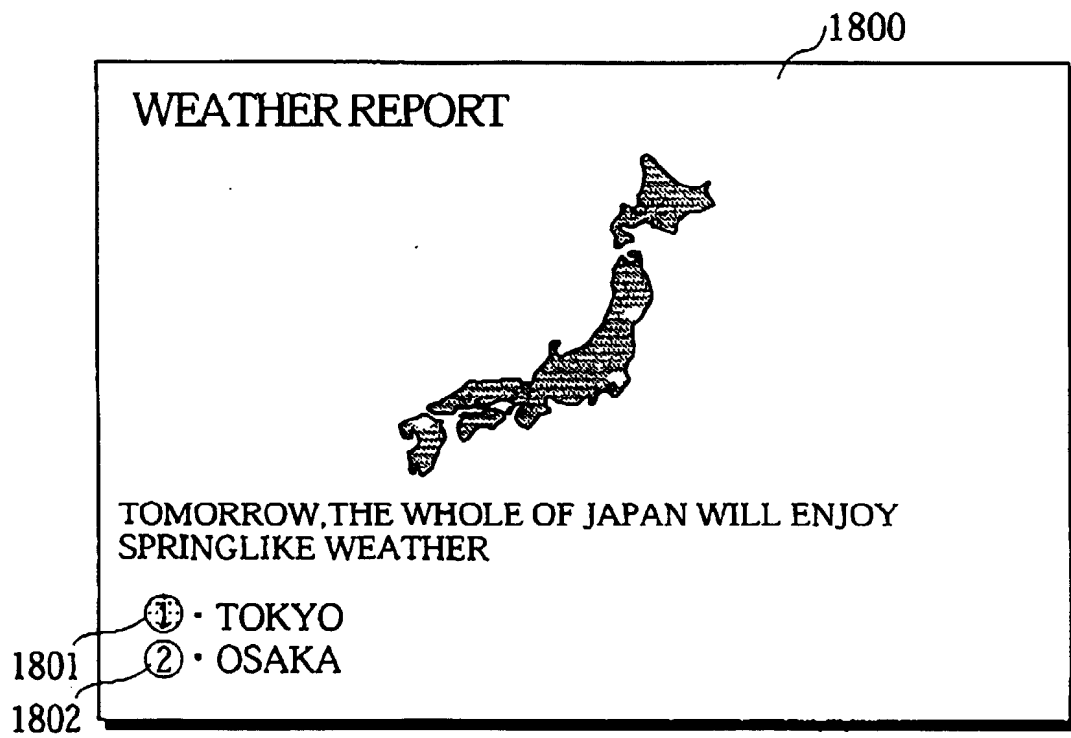 1800
WEATHER REPORT
TOMORROW,THE WHOLE OF JAPAN WILL ENJOY
SPRINGLIKE WEATHER
1 · TOKYO
2 · OSAKA
1801
1802